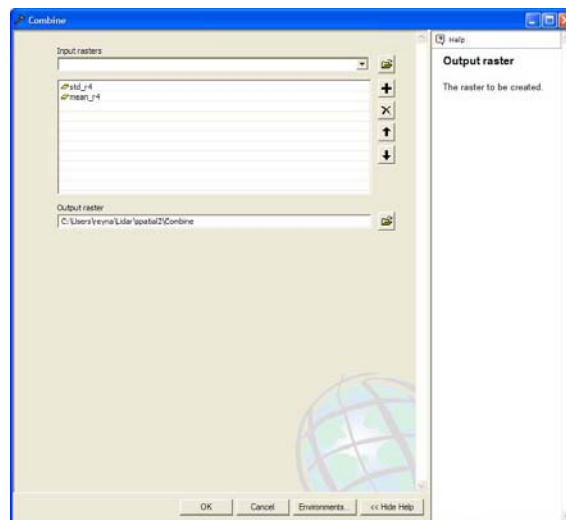 Combine
Input rasters
std_r4
mean_r4
Output raster
C:\Users\reyna\Lidar\spatial2\Combine
OK
Cancel
Environments...
<< Hide Help
Help
Output raster
The raster to be created.